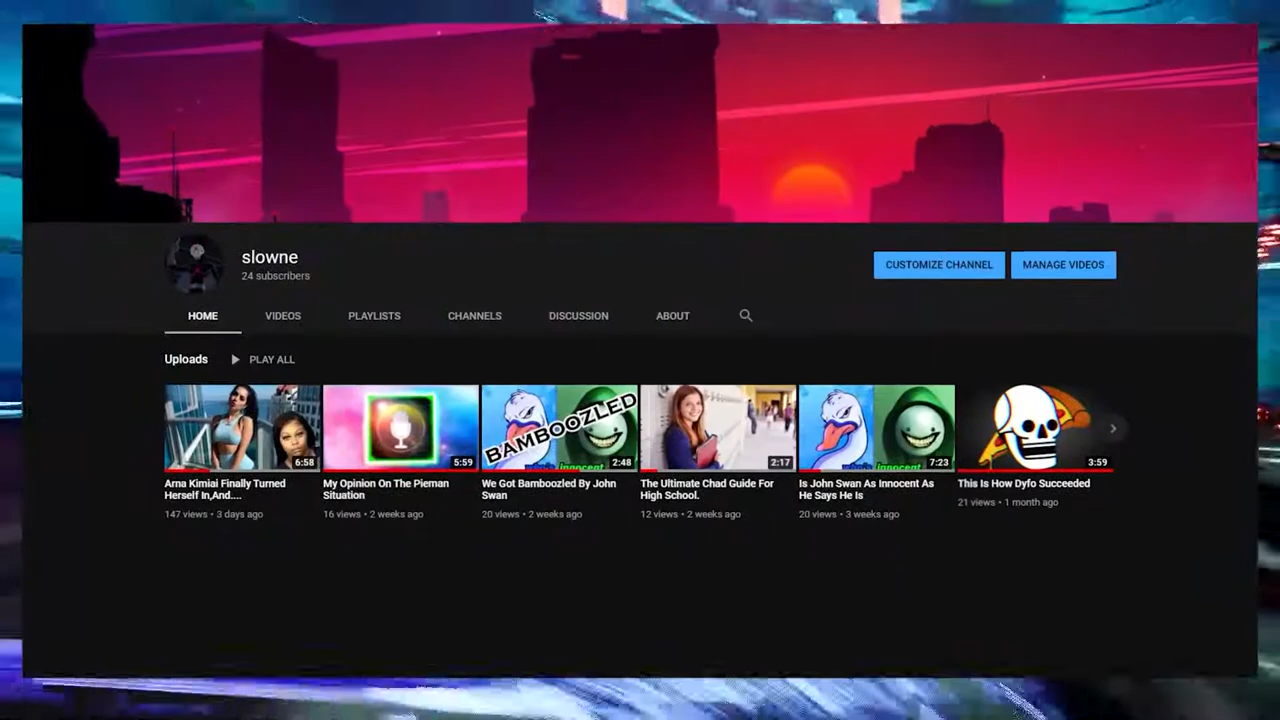 slowne
24 subscribers
CUSTOMIZE CHANNEL
MANAGE VIDEOS
HOME
VIDEOS
PLAYLISTS
CHANNELS
DISCUSSION
ABOUT
Uploads
PLAY ALL
6:58
5:59
BAMBOOZLED
innocent
2:48
2:17
who's innocent
7:23
3:59
Arna Kimiai Finally Turned
Herself In,And....
147 views • 3 days ago
My Opinion On The Pieman
Situation
16 views • 2 weeks ago
We Got Bamboozled By John
Swan
20 views • 2 weeks ago
The Ultimate Chad Guide For
High School.
12 views • 2 weeks ago
Is John Swan As Innocent As
He Says He Is
20 views • 3 weeks ago
This Is How Dyfo Succeeded
21 views • 1 month ago